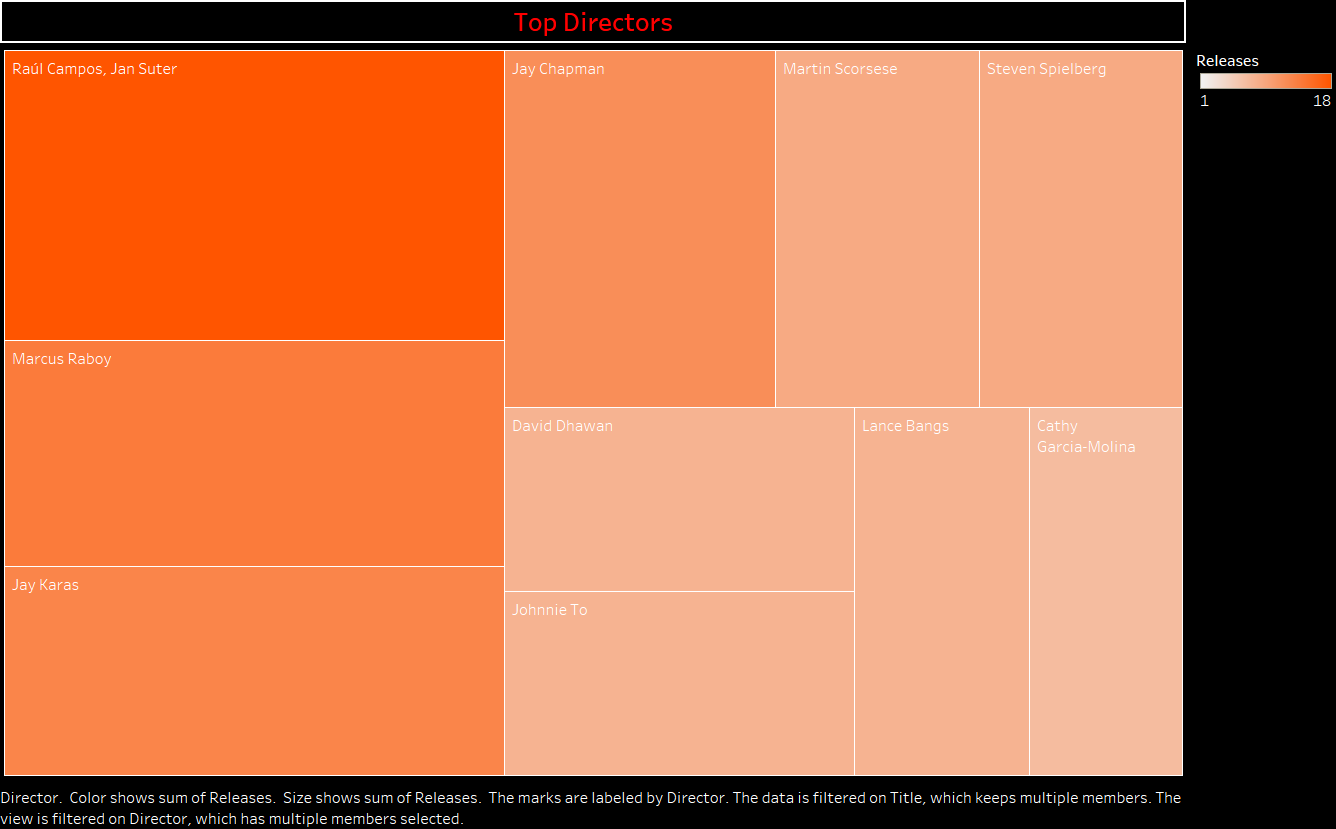 Top Directors
Raúl Campos, Jan Suter
Jay Chapman
Martin Scorsese
Steven Spielberg
Releases
1
18
Marcus Raboy
David Dhawan
Lance Bangs
Cathy
Garcia-Molina
Jay Karas
Johnnie To
Director.  Color shows sum of Releases.  Size shows sum of Releases.  The marks are labeled by Director. The data is filtered on Title, which keeps multiple members. The
view is filtered on Director, which has multiple members selected.